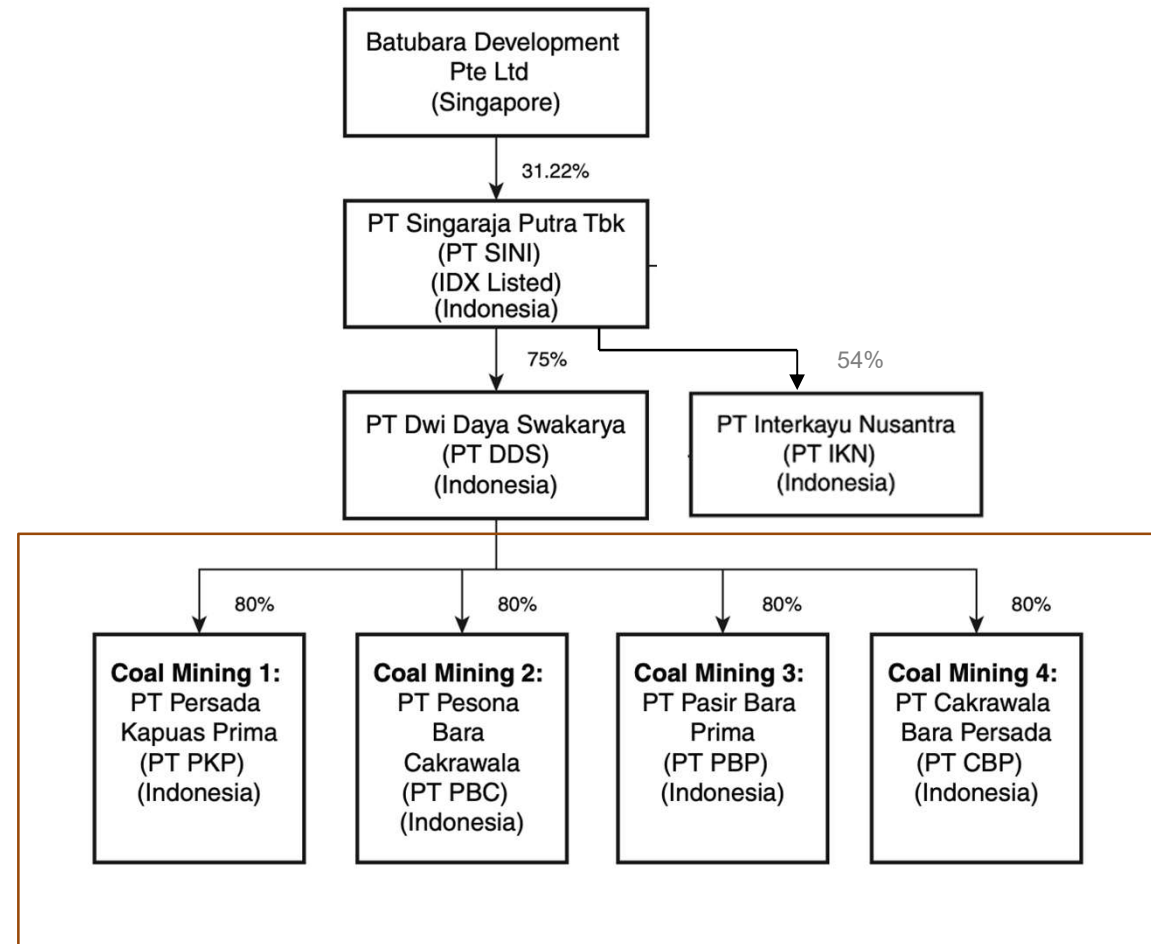 Batubara Development
Pte Ltd
(Singapore)
31.22%
PT Singaraja Putra Tbk
(PT SINI)
(IDX Listed)
(Indonesia)
75%
54%
PT Dwi Daya Swakarya
(PT DDS)
(Indonesia)
PT Interkayu Nusantra
(PT IKN)
(Indonesia)
80%
80%
80%
80%
Coal Mining 1:
PT Persada
Kapuas Prima
(PT PKP)
(Indonesia)
Coal Mining 2:
PT Pesona
Bara
Cakrawala
(PT PBC)
(Indonesia)
Coal Mining 3:
PT Pasir Bara
Prima
(PT PBP)
(Indonesia)
Coal Mining 4:
PT Cakrawala
Bara Persada
(PT CBP)
(Indonesia)